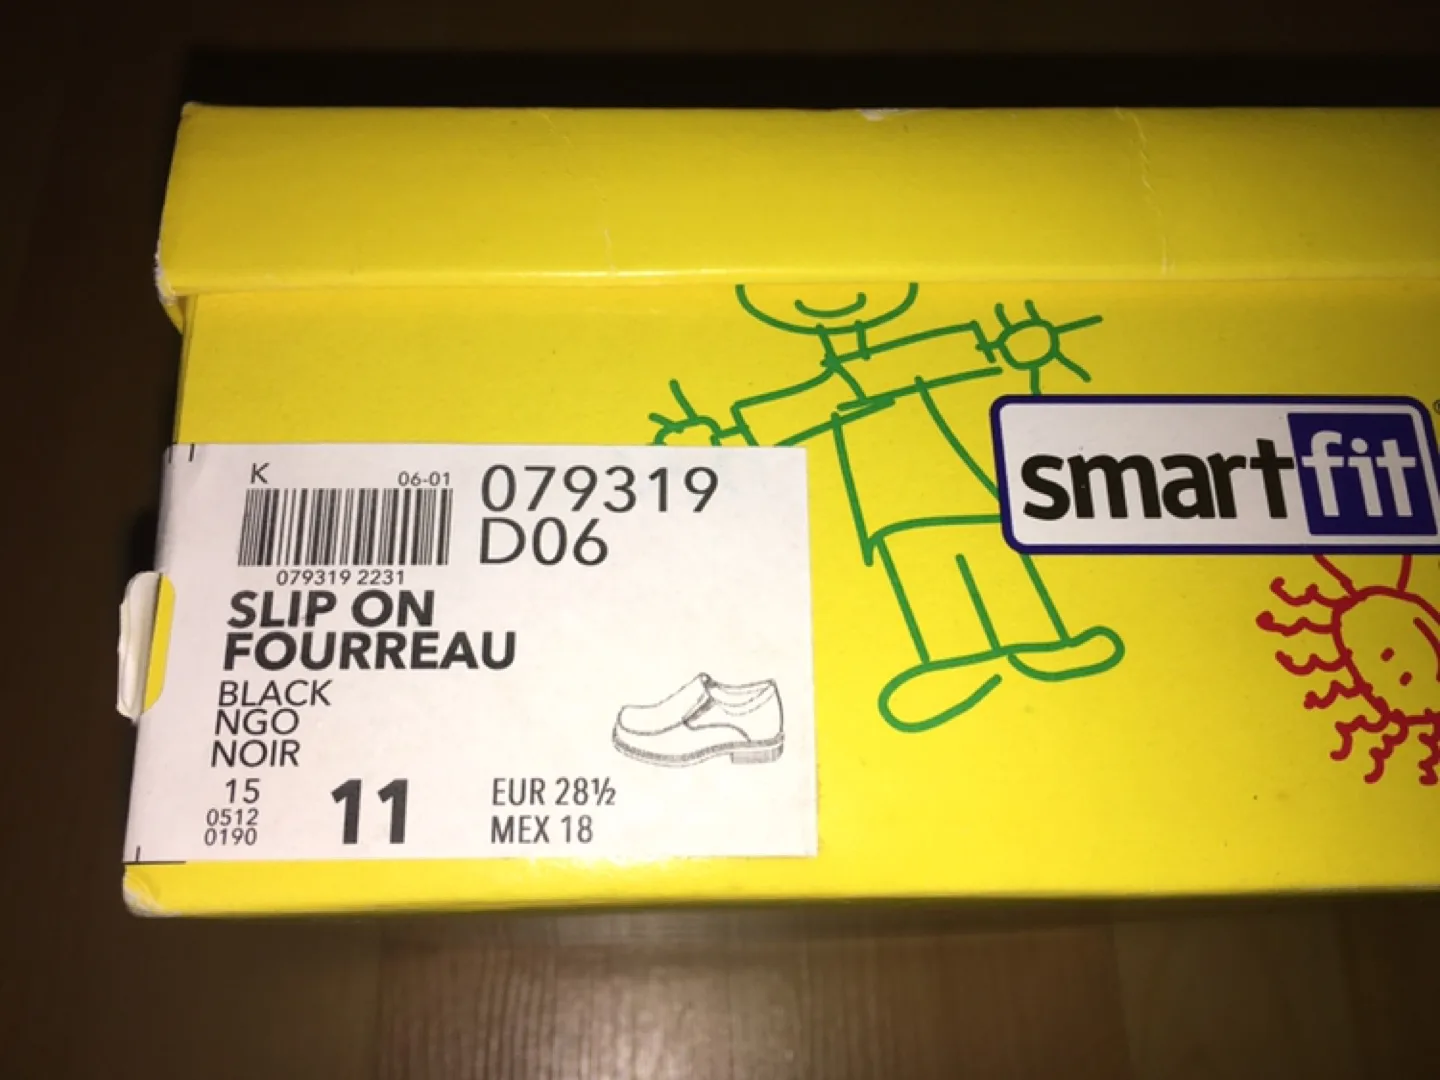 K
06-01
079319
D06
079319 2231
SLIP ON
FOURREAU
BLACK
NGO
NOIR
15
0512
0190
11
EUR 28½
MEX 18
smartfit